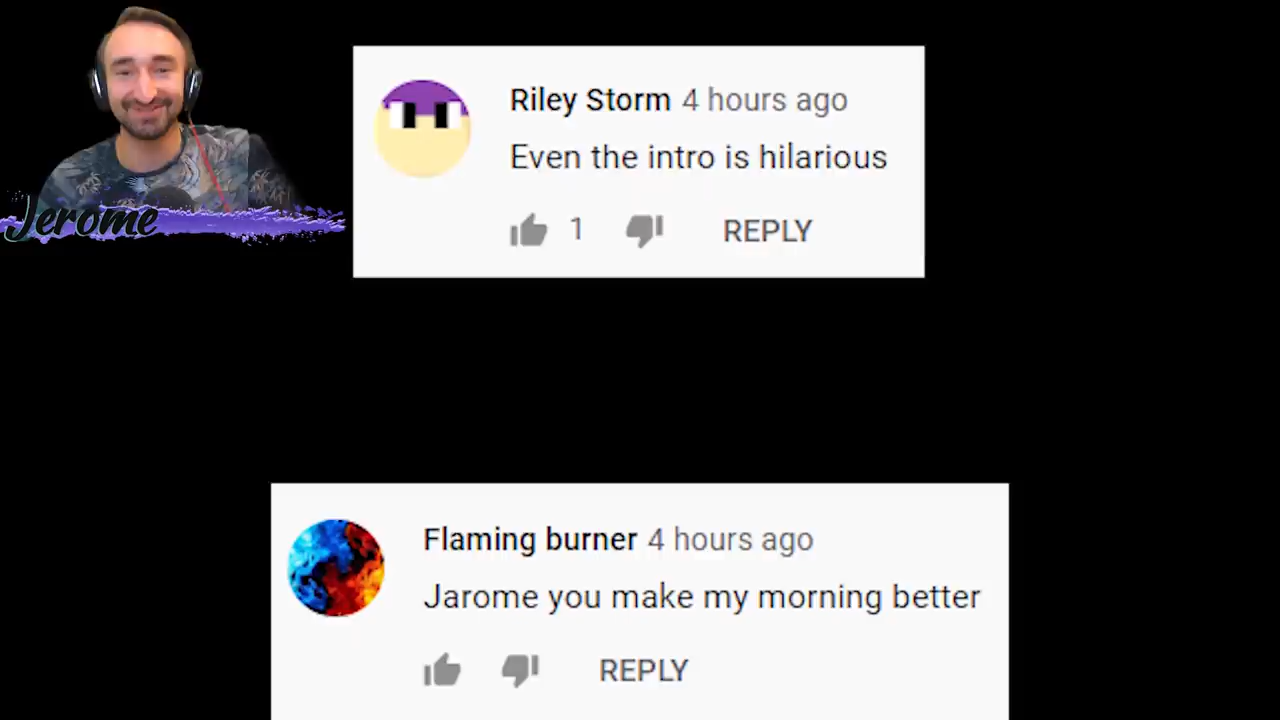 Jerome
Riley Storm 4 hours ago
Even the intro is hilarious
1
REPLY
Flaming burner 4 hours ago
Jarome you make my morning better
REPLY